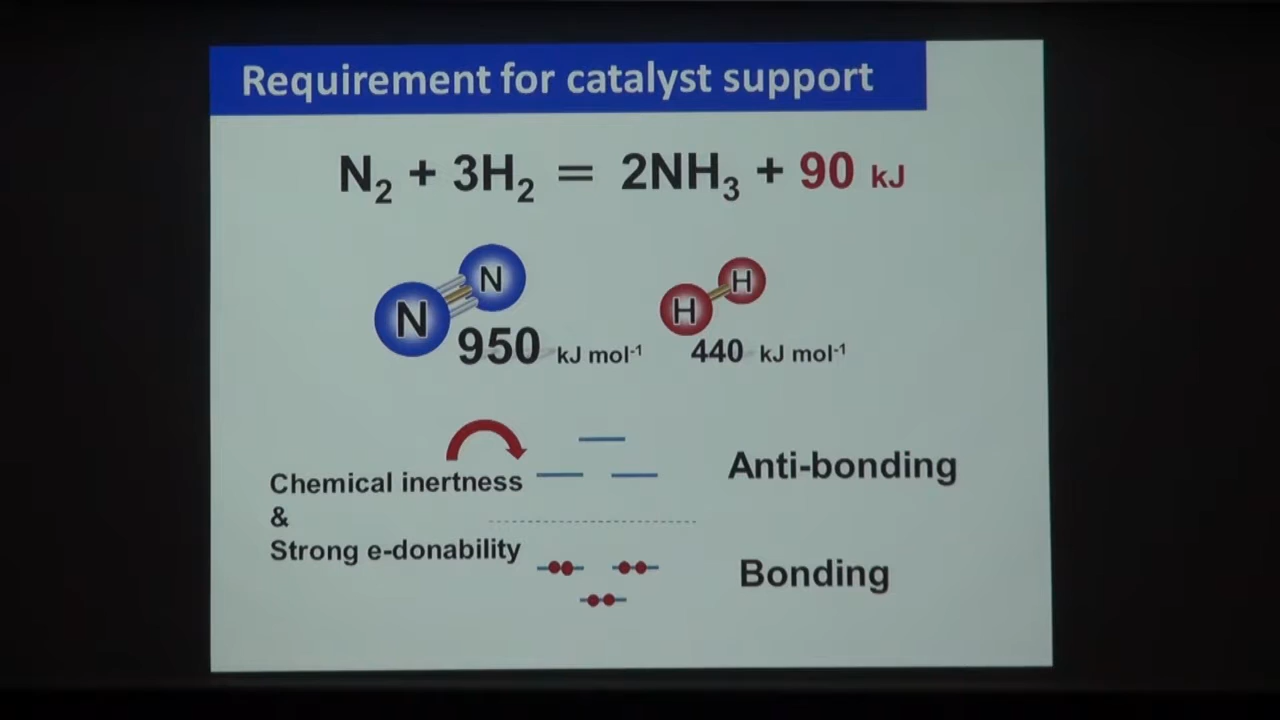 Requirement for catalyst support
N₂ + 3H₂ = 2NH₃ + 90 kJ
N N
H H
950 kJ mol⁻¹
440 kJ mol⁻¹
Chemical inertness
&
Strong e-donability
Anti-bonding
Bonding